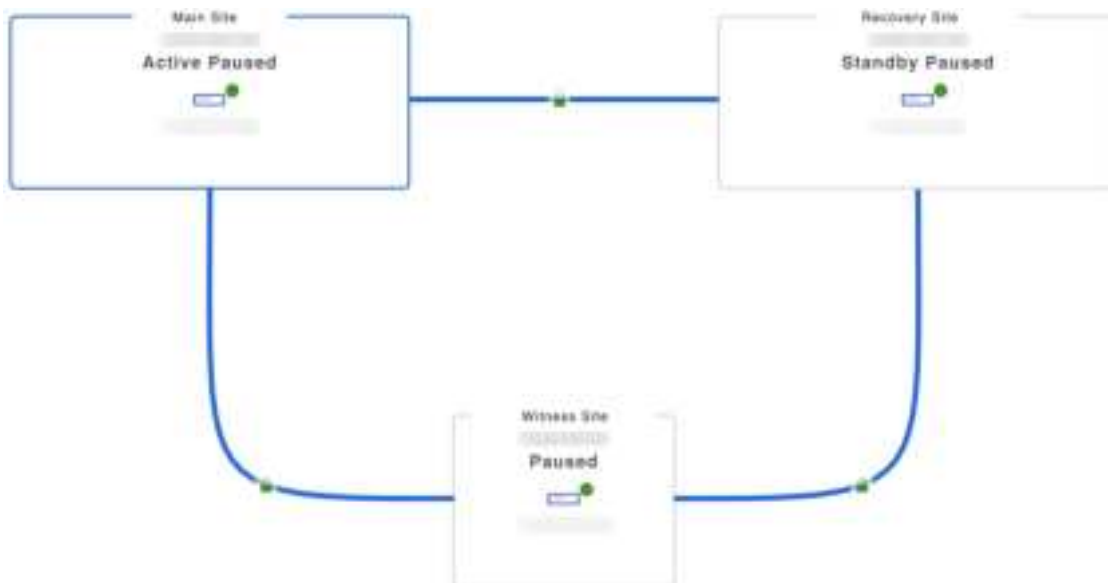 Main Site
Active Paused
Recovery Site
Standby Paused
Witness Site
Paused